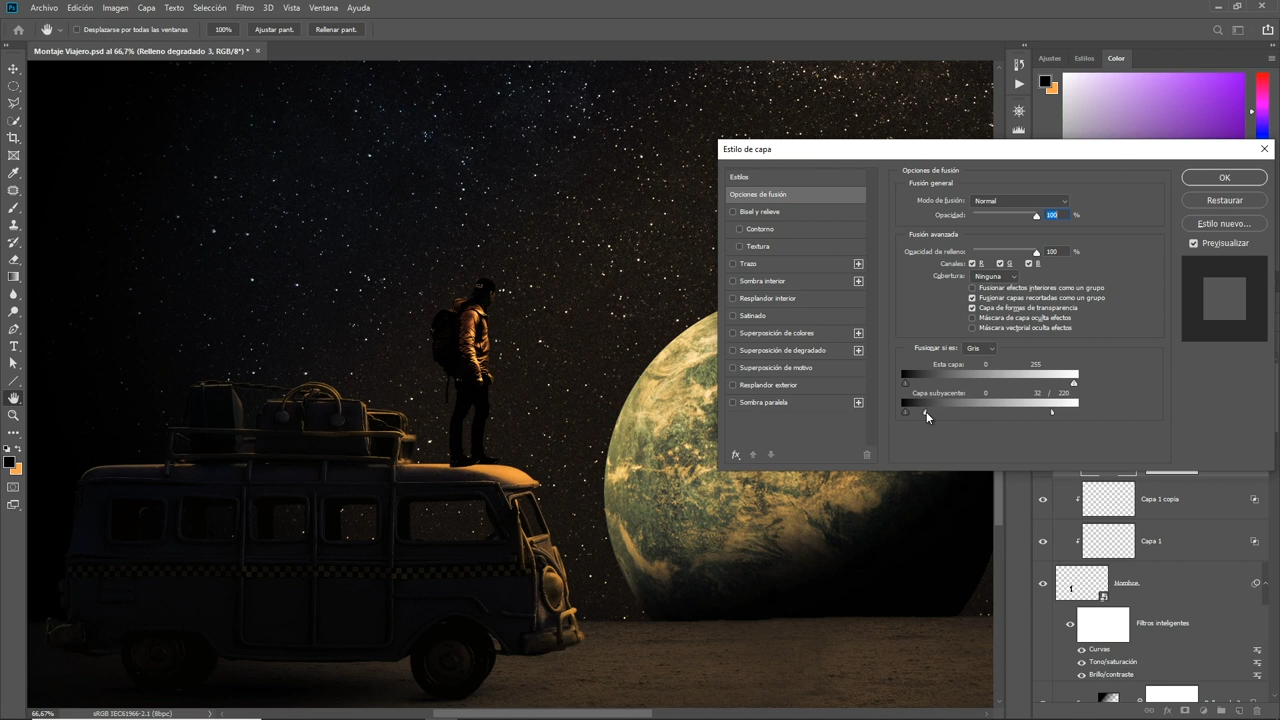 Ps Archivo Edición Imagen Capa Texto Selección Filtro 3D Vista Ventana Ayuda
Desplazarse por todas las ventanas 100% Ajustar pant. Rellenar pant.
Montaje Viajero.psd al 66,7% (Relleno degradado 3, RGB/8*) *
Ajustes Estilos Color
Estilo de capa
Estilos
Opciones de fusión
Bisel y relieve
Contorno
Textura
Trazo
Sombra interior
Resplandor interior
Satinado
Superposición de colores
Superposición de degradado
Superposición de motivo
Resplandor exterior
Sombra paralela
fx
Opciones de fusión
Fusión general
Modo de fusión: Normal
Opacidad: 100 %
Fusión avanzada
Opacidad de relleno: 100 %
Canales: R G B
Cobertura: Ninguna
Fusionar efectos interiores como un grupo
Fusionar capas recortadas como un grupo
Capa de formas de transparencia
Máscara de capa oculta efectos
Máscara vectorial oculta efectos
Fusionar si es: Gris
Esta capa: 0 255
Capa subyacente: 0 32 / 220
OK
Restaurar
Estilo nuevo...
Previsualizar
Capa 1 copia
Capa 1
Hombre
Filtros inteligentes
Curvas
Tono/saturación
Brillo/contraste
66,67% sRGB IEC61966-2.1 (8bpc)
fx